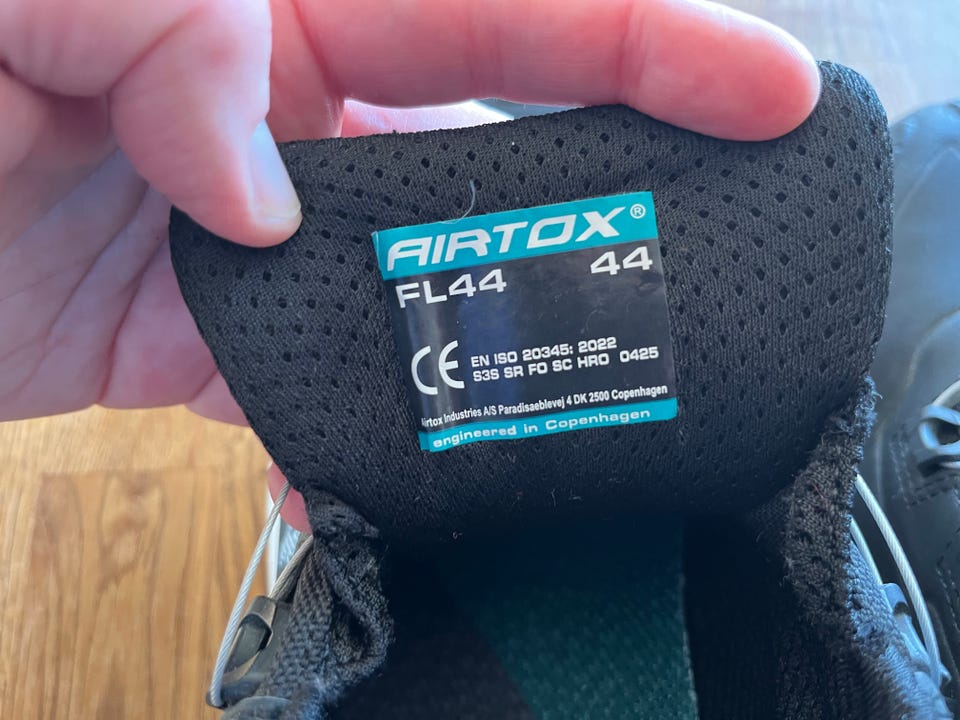 AIRTOX®
FL44 44
CE EN ISO 20345: 2022
S3S SR FO SC HRO 0425
Airtox Industries A/S Paradisaeblevej 4 DK 2500 Copenhagen
engineered in Copenhagen